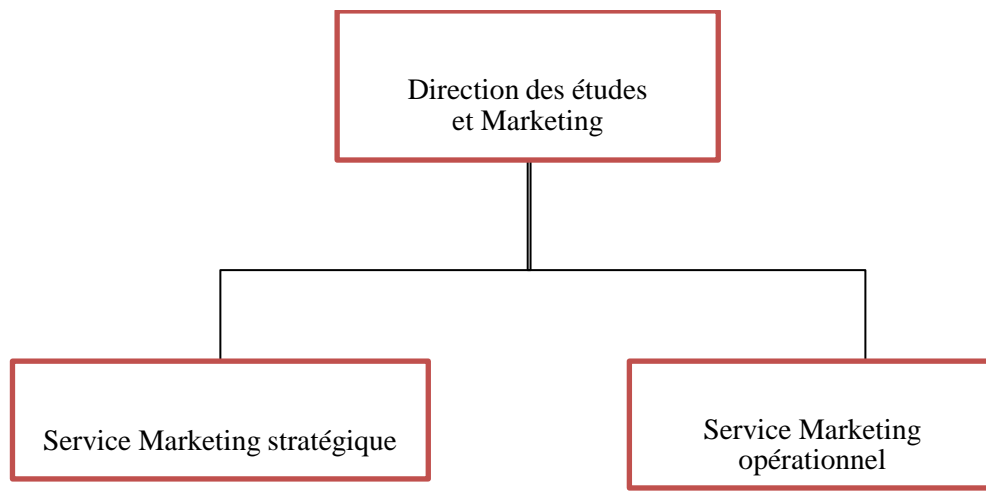 Direction des études
et Marketing
Service Marketing stratégique
Service Marketing
opérationnel